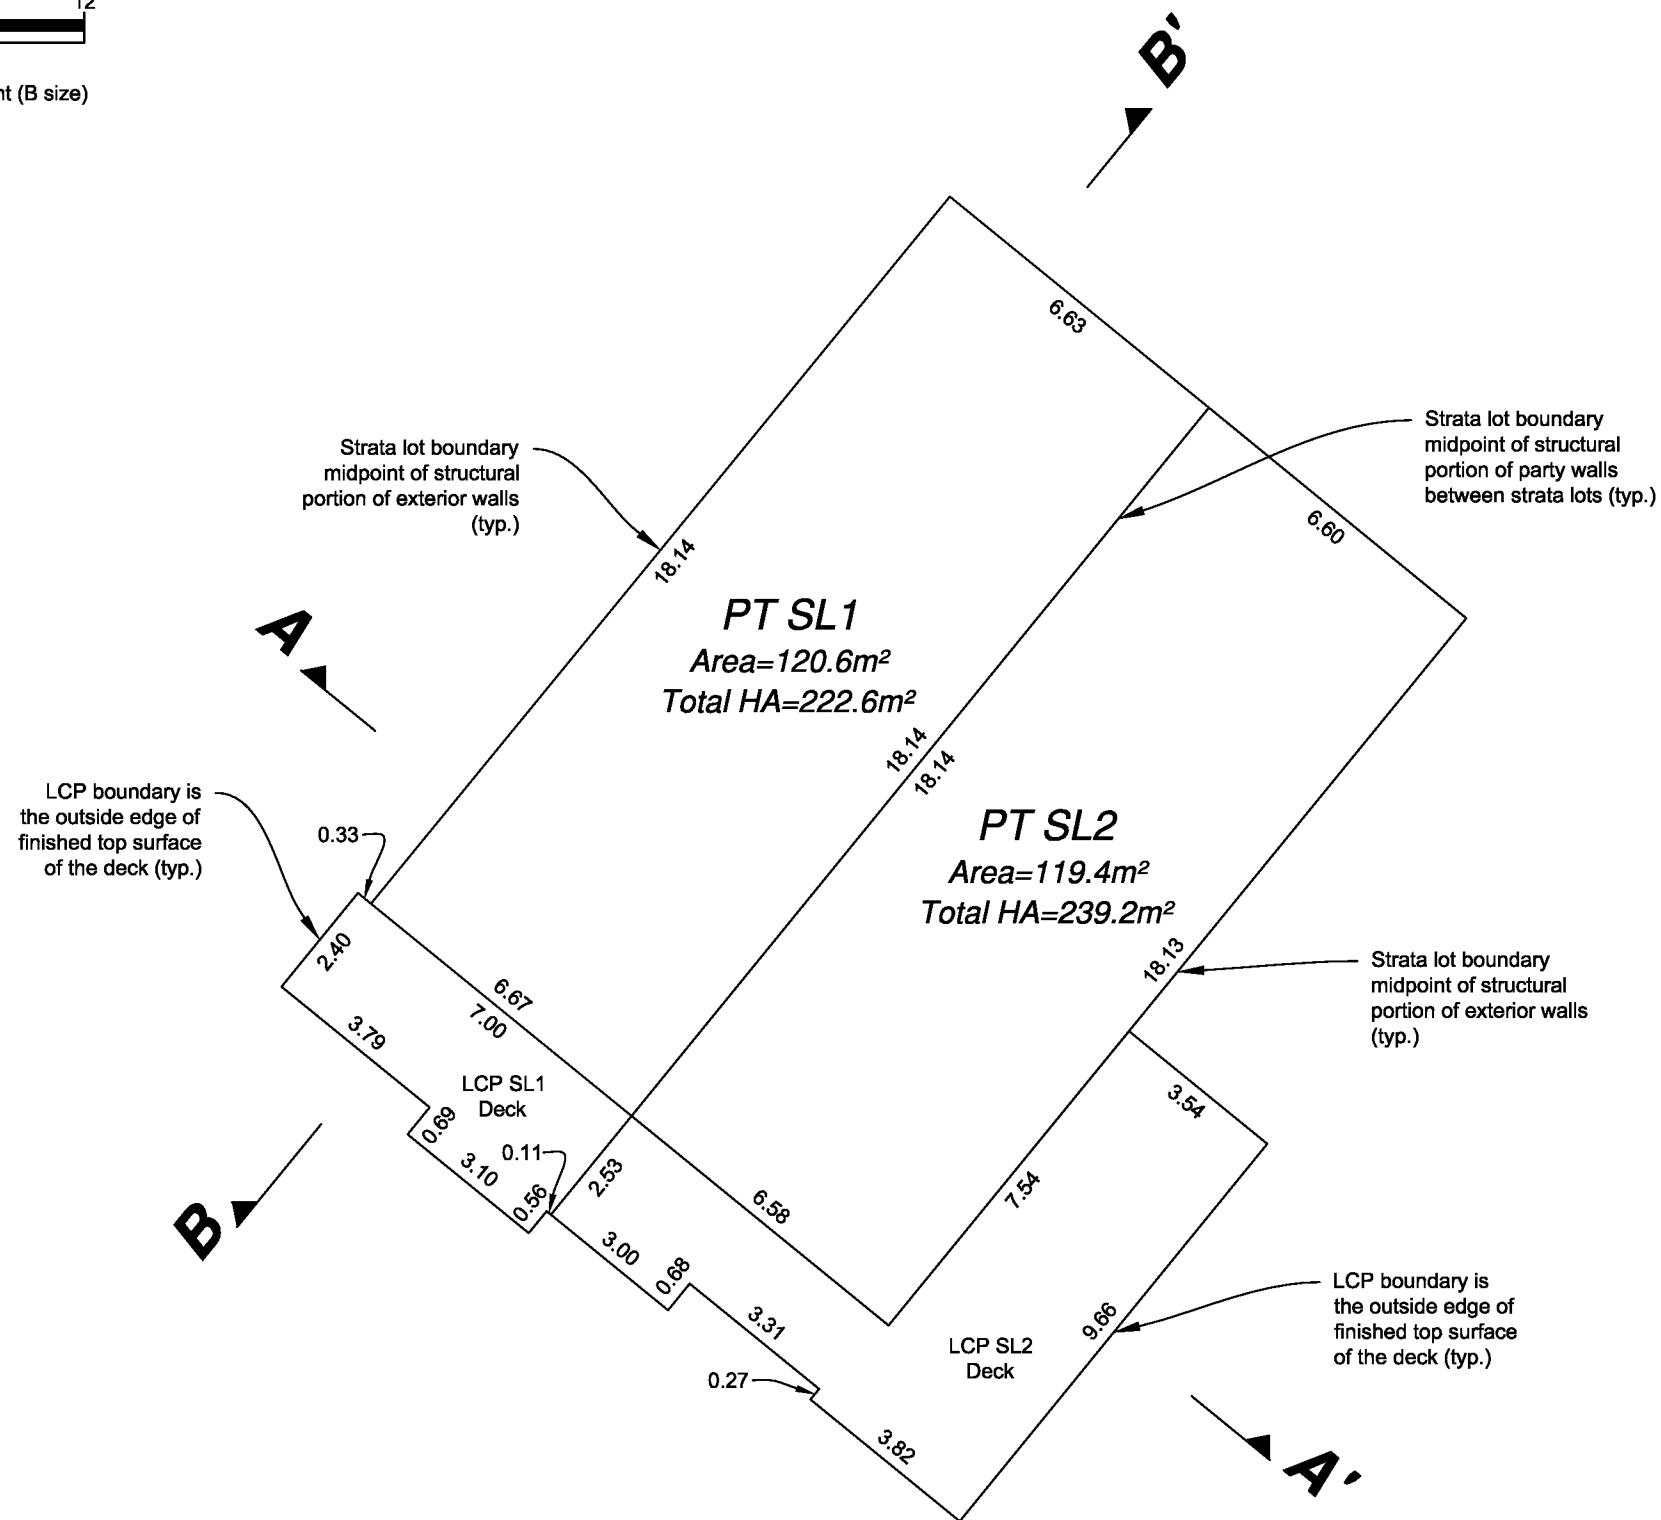 12
nt (B size)
B'
6.63
Strata lot boundary
midpoint of structural
portion of exterior walls
(typ.)
Strata lot boundary
midpoint of structural
portion of party walls
between strata lots (typ.)
6.60
18.14
A
PT SL1
Area=120.6m²
Total HA=222.6m²
18.14
18.14
LCP boundary is
the outside edge of
finished top surface
of the deck (typ.)
0.33
PT SL2
Area=119.4m²
Total HA=239.2m²
2.40
18.13
Strata lot boundary
midpoint of structural
portion of exterior walls
(typ.)
6.67
7.00
3.79
LCP SL1
Deck
3.54
0.69
0.11
3.10
0.56
2.53
6.58
7.54
B
3.00
0.68
3.31
LCP boundary is
the outside edge of
finished top surface
of the deck (typ.)
9.66
LCP SL2
Deck
0.27
3.82
A'